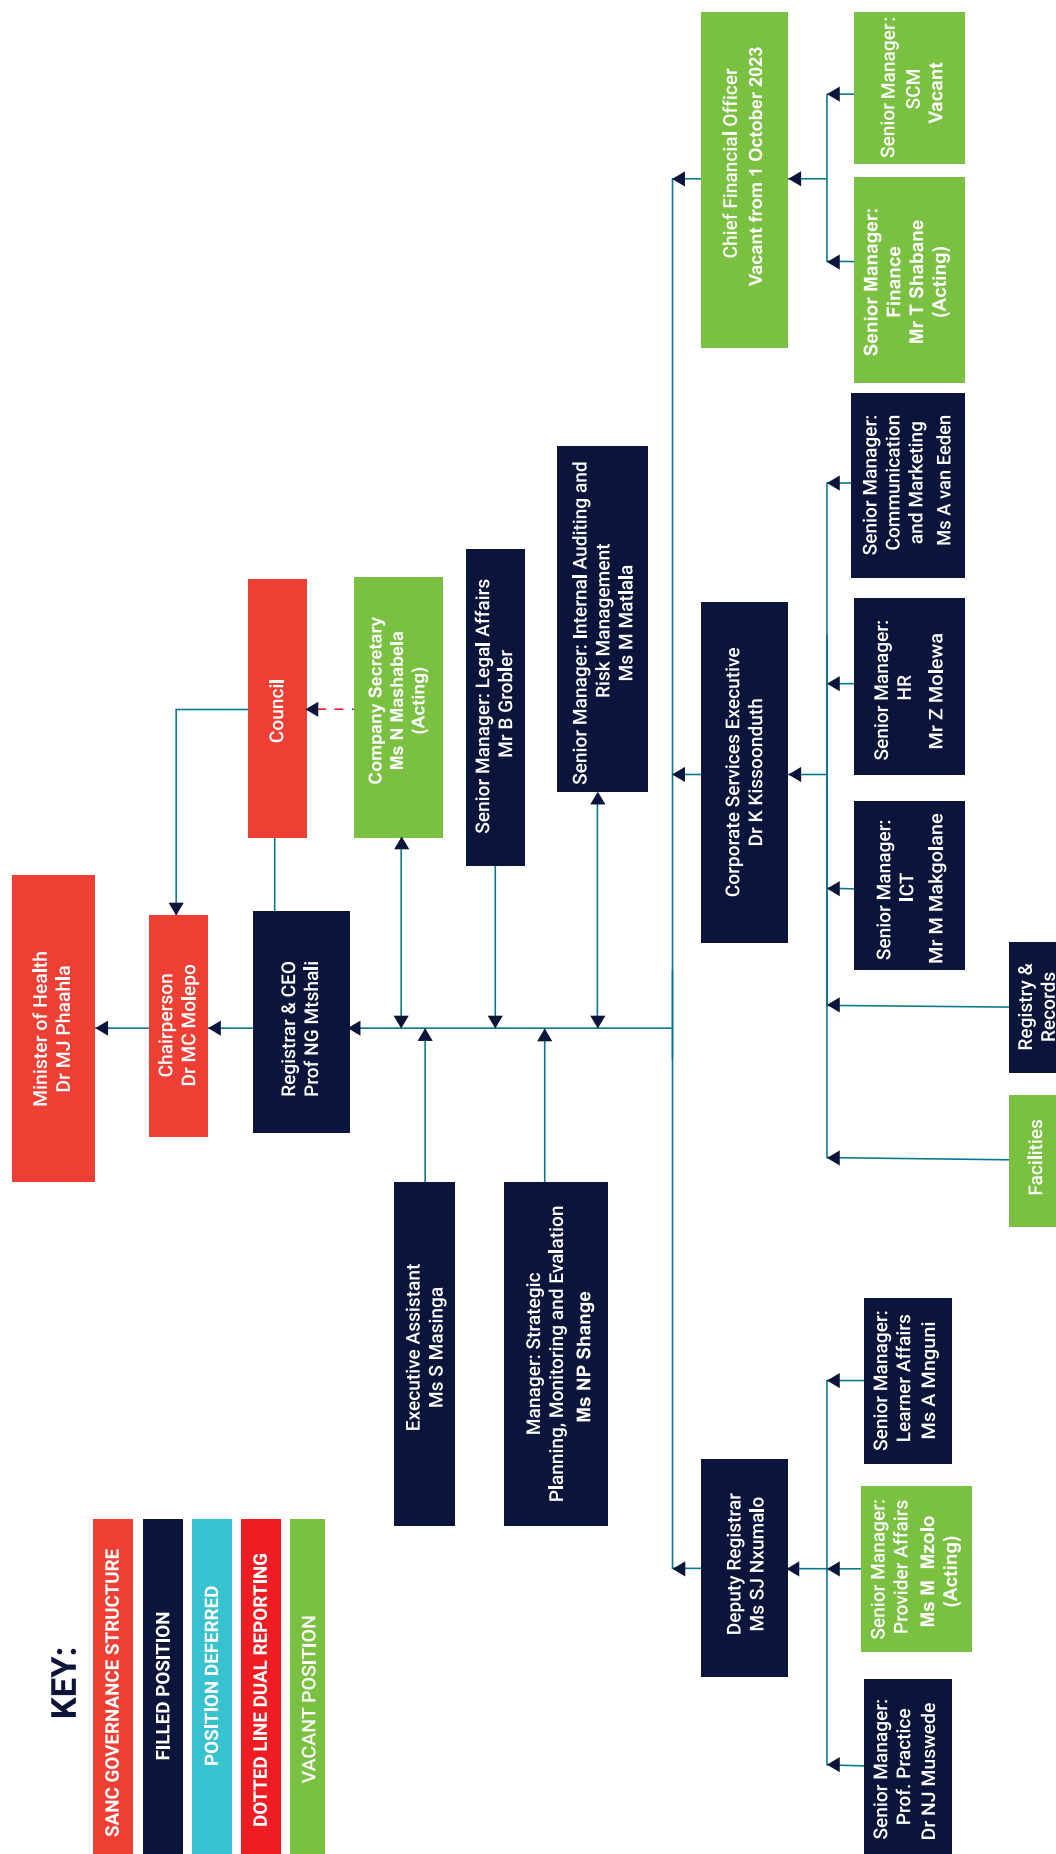 KEY:
SANC GOVERNANCE STRUCTURE
FILLED POSITION
POSITION DEFERRED
DOTTED LINE DUAL REPORTING
VACANT POSITION
Minister of Health
Dr MJ Phaahla
Chairperson
Dr MC Molepo
Council
Registrar & CEO
Prof NG Mtshali
Company Secretary
Ms N Mashabela
(Acting)
Executive Assistant
Ms S Masinga
Senior Manager: Legal Affairs
Mr B Grobler
Manager: Strategic
Planning, Monitoring and Evalation
Ms NP Shange
Senior Manager: Internal Auditing and
Risk Management
Ms M Matlala
Deputy Registrar
Ms SJ Nxumalo
Corporate Services Executive
Dr K Kissoonduth
Chief Financial Officer
Vacant from 1 October 2023
Senior Manager:
Prof. Practice
Dr NJ Muswede
Senior Manager:
Provider Affairs
Ms M Mzolo
(Acting)
Senior Manager:
Learner Affairs
Ms A Mnguni
Facilities
Registry &
Records
Senior Manager:
ICT
Mr M Makgolane
Senior Manager:
HR
Mr Z Molewa
Senior Manager:
Communication
and Marketing
Ms A van Eeden
Senior Manager:
Finance
Mr T Shabane
(Acting)
Senior Manager:
SCM
Vacant